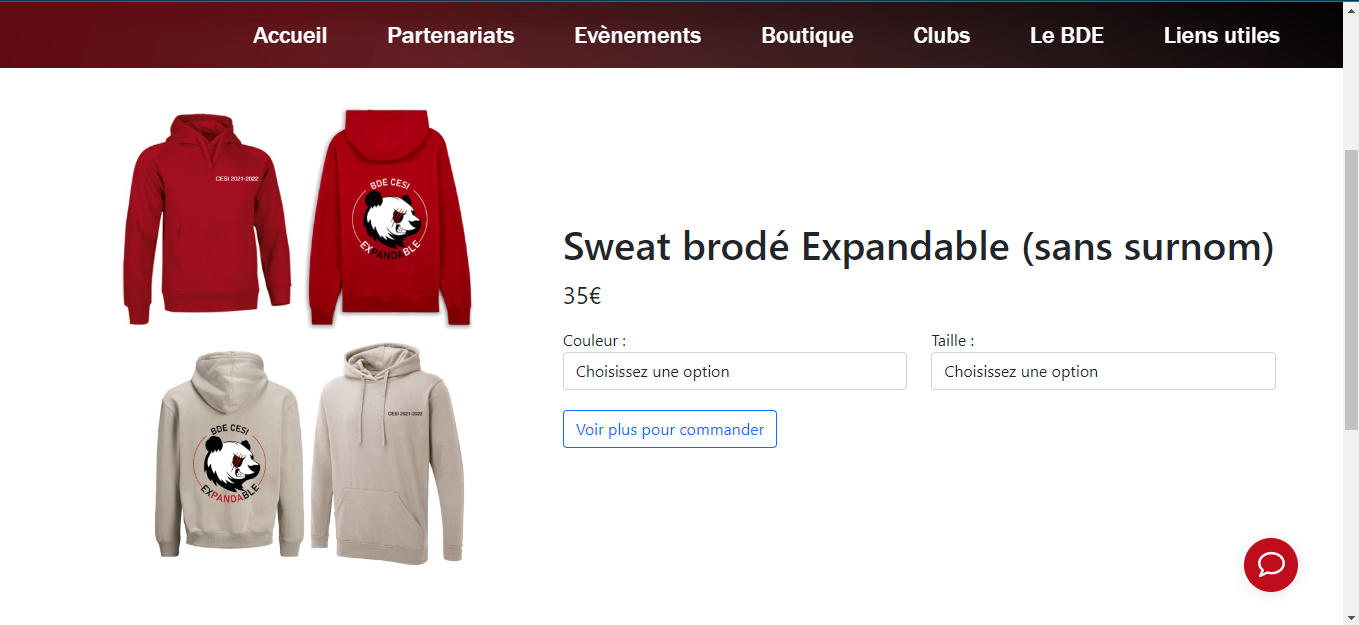 Accueil Partenariats Evènements Boutique Clubs Le BDE Liens utiles
CESI 2021-2022
BDE CESI
EXPANDABLE
BDE CESI
EXPANDABLE
CESI 2021-2022
Sweat brodé Expandable (sans surnom)
35€
Couleur : Taille :
Choisissez une option Choisissez une option
Voir plus pour commander